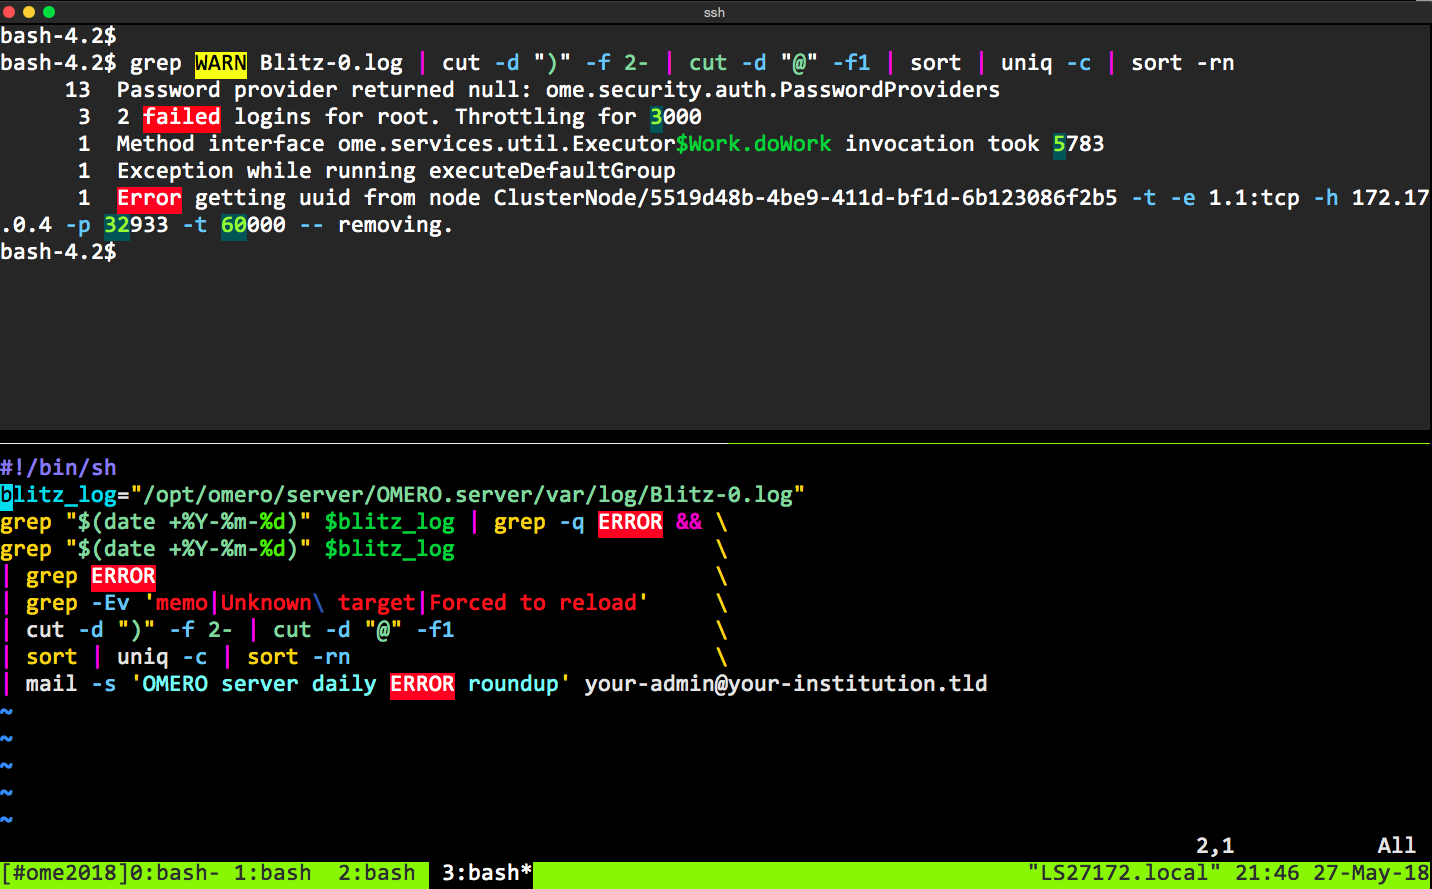 ssh
bash-4.2$
bash-4.2$ grep WARN Blitz-0.log | cut -d ")" -f 2- | cut -d "@" -f1 | sort | uniq -c | sort -rn
     13  Password provider returned null: ome.security.auth.PasswordProviders
      3  2 failed logins for root. Throttling for 3000
      1  Method interface ome.services.util.Executor$Work.doWork invocation took 5783
      1  Exception while running executeDefaultGroup
      1  Error getting uuid from node ClusterNode/5519d48b-4be9-411d-bf1d-6b123086f2b5 -t -e 1.1:tcp -h 172.17
.0.4 -p 32933 -t 60000 -- removing.
bash-4.2$
#!/bin/sh
blitz_log="/opt/omero/server/OMERO.server/var/log/Blitz-0.log"
grep "$(date +%Y-%m-%d)" $blitz_log | grep -q ERROR && \
grep "$(date +%Y-%m-%d)" $blitz_log                    \
| grep ERROR                                           \
| grep -Ev 'memo|Unknown\ target|Forced to reload'     \
| cut -d ")" -f 2- | cut -d "@" -f1                    \
| sort | uniq -c | sort -rn                            \
| mail -s 'OMERO server daily ERROR roundup' your-admin@your-institution.tld
~
~
~
~
~
2,1           All
[#ome2018]0:bash- 1:bash  2:bash  3:bash*  "LS27172.local" 21:46 27-May-18